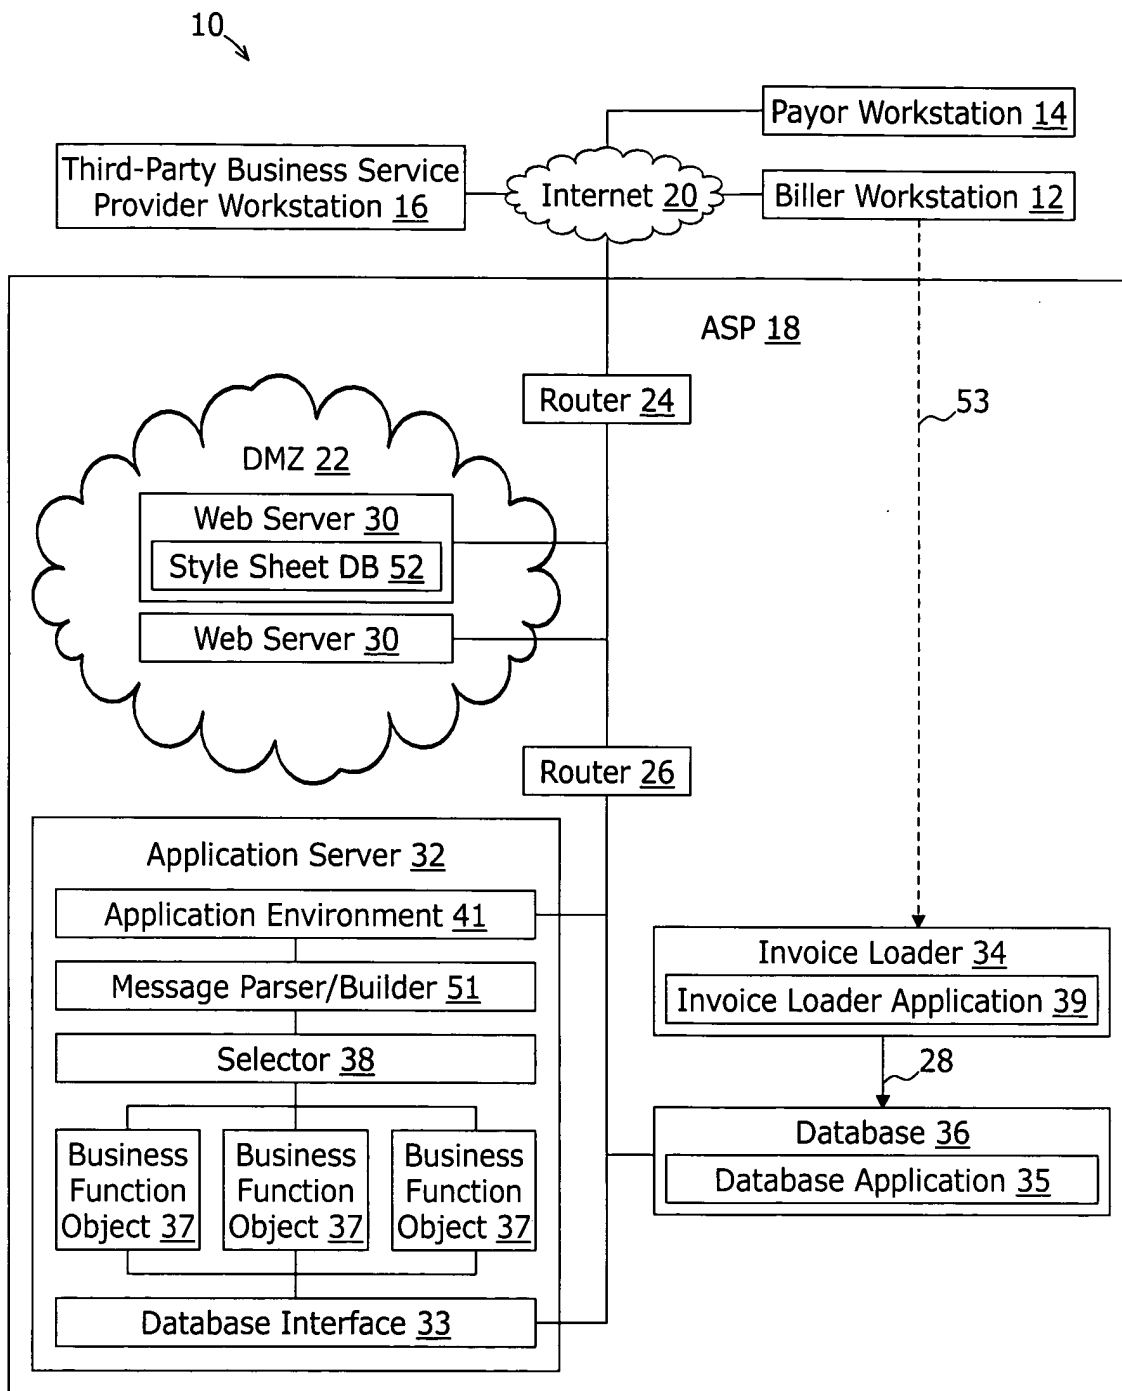 10
Payor Workstation 14
Third-Party Business Service
Provider Workstation 16
Internet 20
Biller Workstation 12
ASP 18
Router 24
53
DMZ 22
Web Server 30
Style Sheet DB 52
Web Server 30
Router 26
Application Server 32
Application Environment 41
Message Parser/Builder 51
Selector 38
Business
Function
Object 37
Business
Function
Object 37
Business
Function
Object 37
Database Interface 33
Invoice Loader 34
Invoice Loader Application 39
28
Database 36
Database Application 35